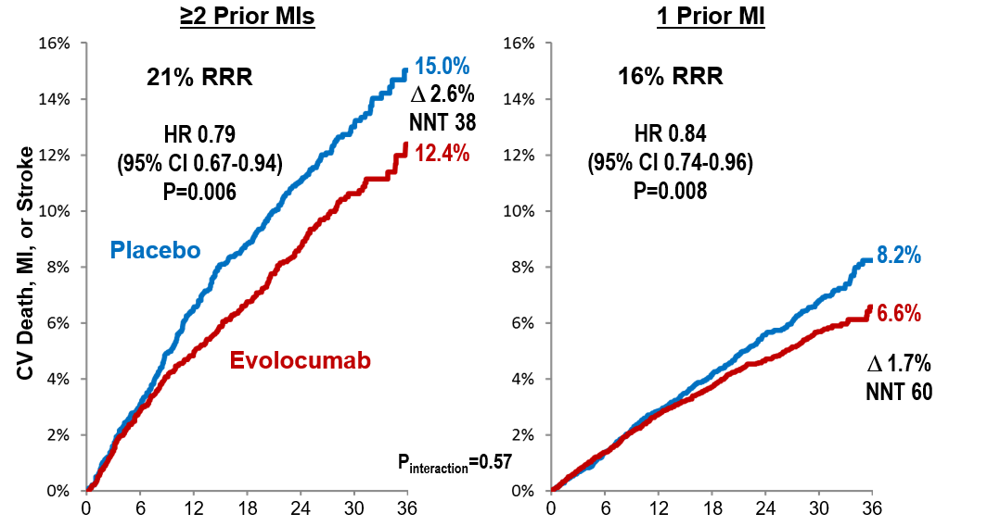 ≥2 Prior MIs
16%
14%
12%
10%
8%
6%
4%
2%
0%
CV Death, MI, or Stroke
21% RRR
HR 0.79
(95% CI 0.67-0.94)
P=0.006
15.0%
Δ 2.6%
NNT 38
12.4%
Placebo
Evolocumab
0 6 12 18 24 30 36
Pinteraction=0.57
1 Prior MI
16%
14%
12%
10%
8%
6%
4%
2%
0%
16% RRR
HR 0.84
(95% CI 0.74-0.96)
P=0.008
8.2%
6.6%
Δ 1.7%
NNT 60
0 6 12 18 24 30 36